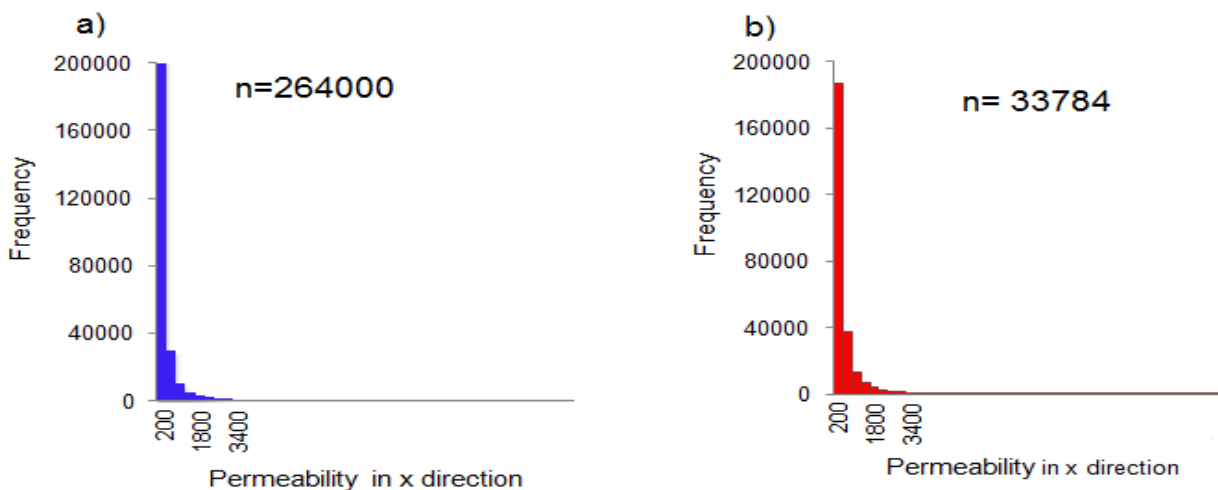 a)
n=264000
Frequency
200000
160000
120000
80000
40000
0
200
1800
3400
Permeability in x direction
b)
n= 33784
Frequency
200000
160000
120000
80000
40000
0
200
1800
3400
Permeability in x direction